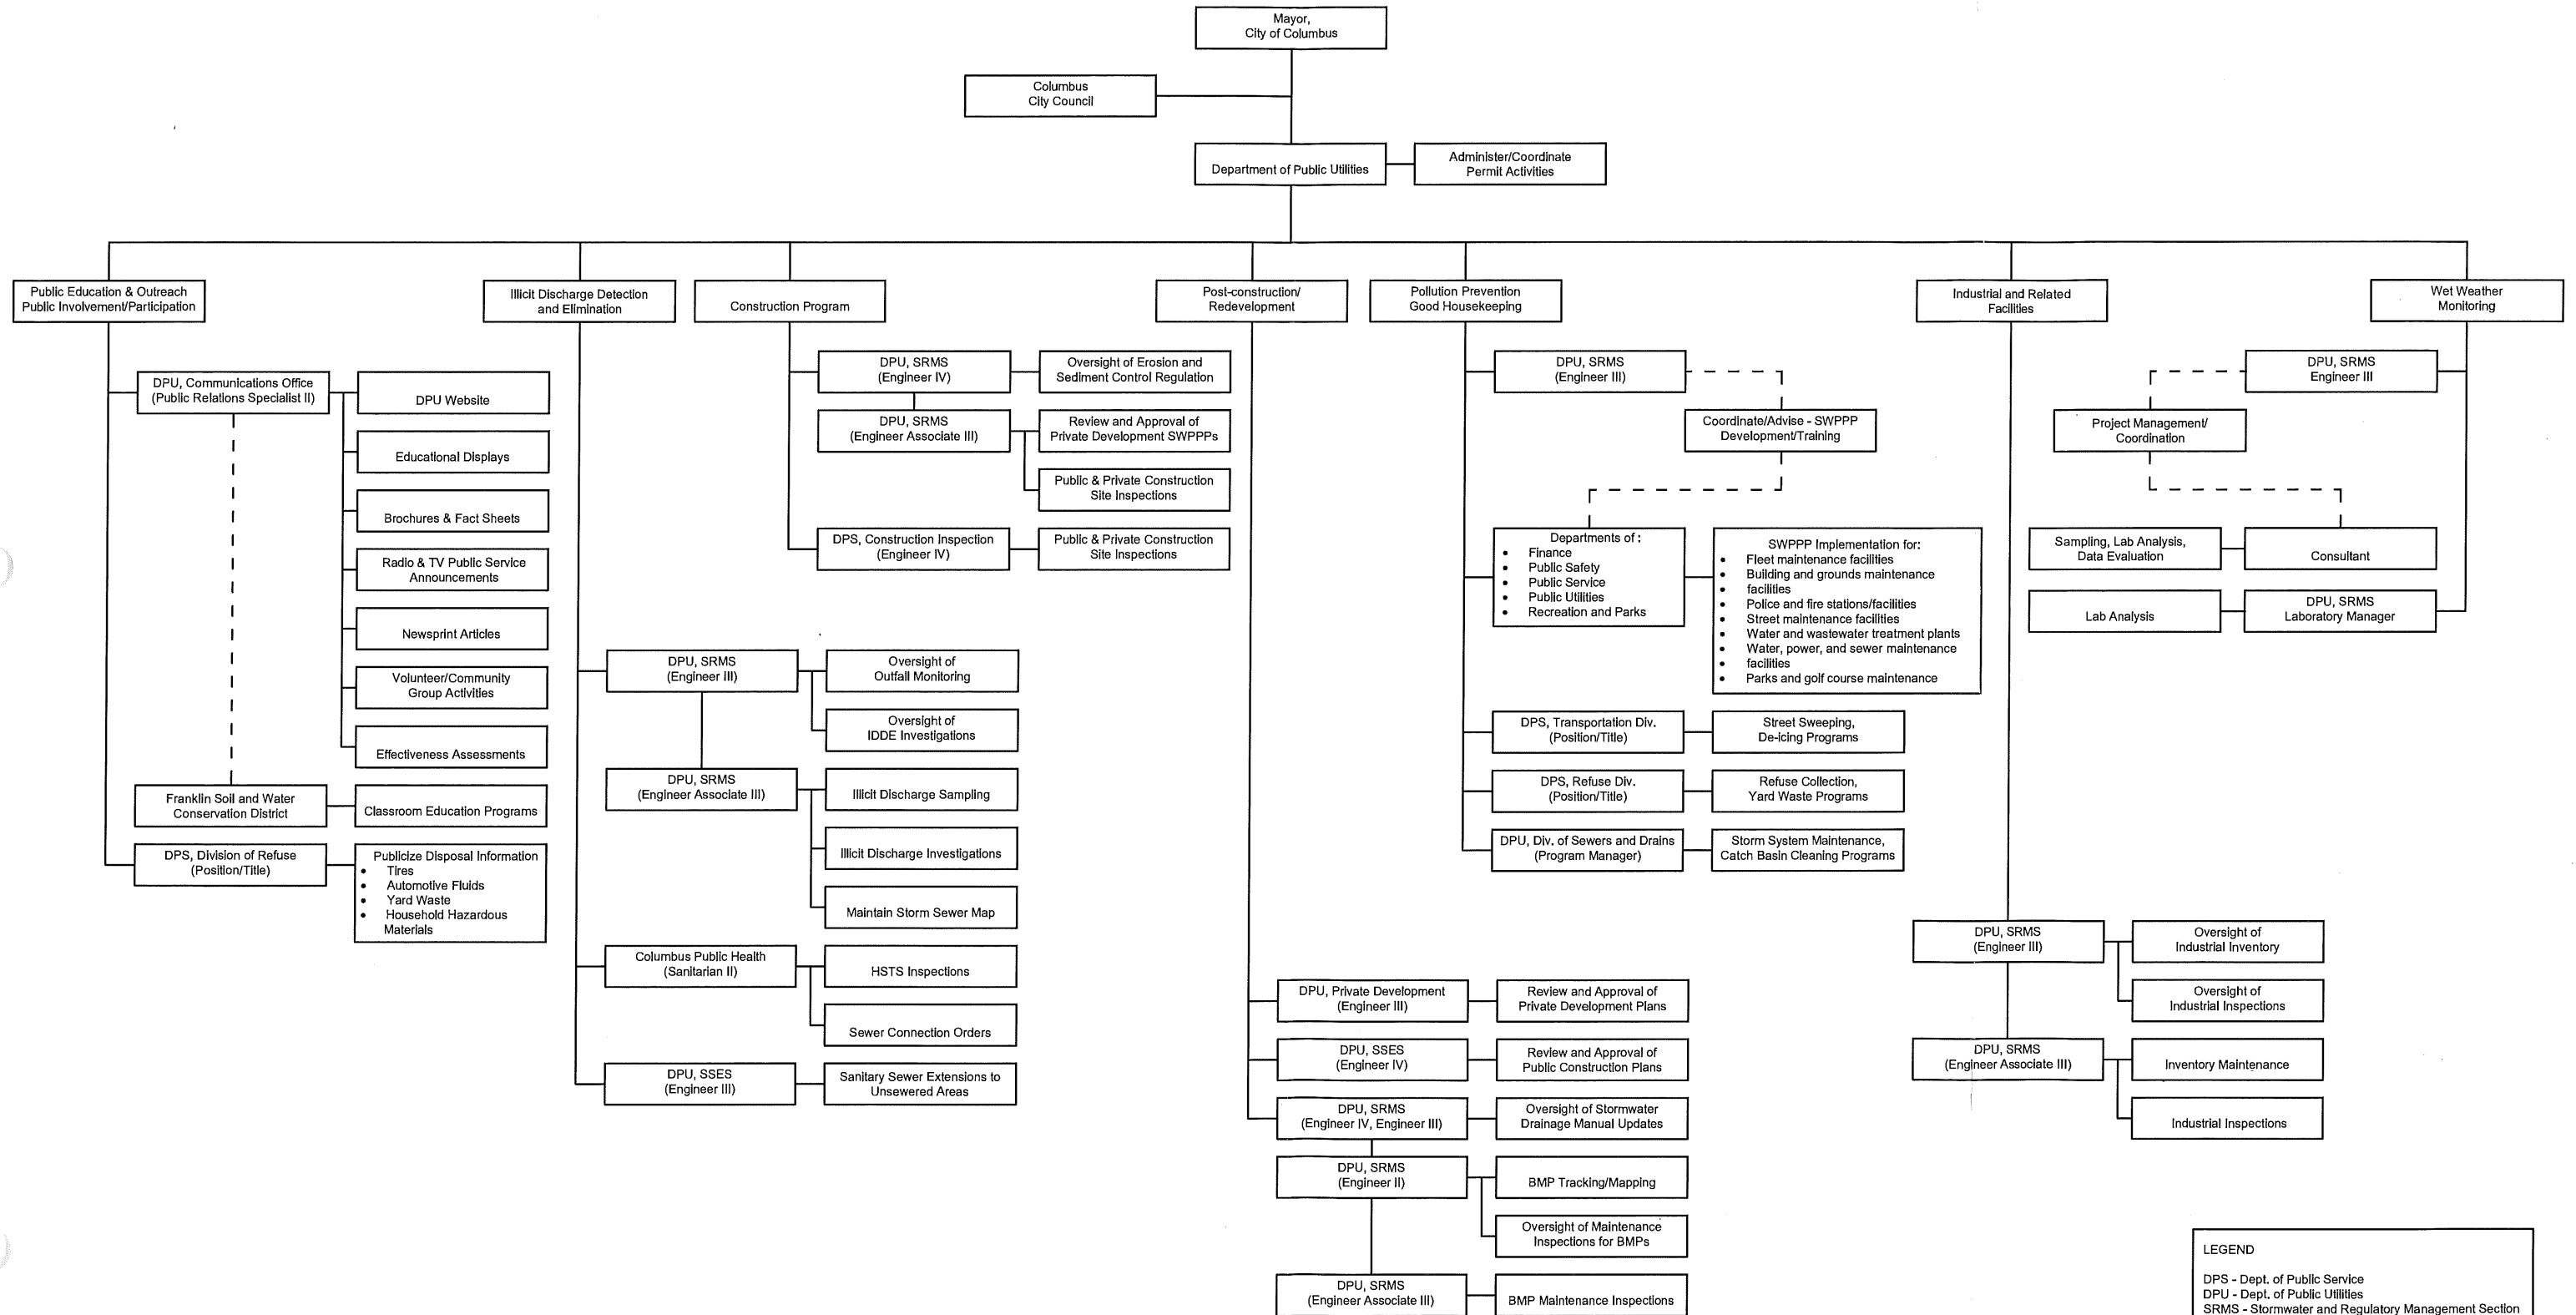 Mayor,
City of Columbus
Columbus
City Council
Department of Public Utilities
Administer/Coordinate
Permit Activities
Public Education & Outreach
Public Involvement/Participation
DPU, Communications Office
(Public Relations Specialist II)
DPU Website
Educational Displays
Brochures & Fact Sheets
Radio & TV Public Service
Announcements
Newsprint Articles
Volunteer/Community
Group Activities
Effectiveness Assessments
Franklin Soil and Water
Conservation District
Classroom Education Programs
DPS, Division of Refuse
(Position/Title)
Publicize Disposal Information
• Tires
• Automotive Fluids
• Yard Waste
• Household Hazardous
Materials
Illicit Discharge Detection
and Elimination
DPU, SRMS
(Engineer III)
Oversight of
Outfall Monitoring
Oversight of
IDDE Investigations
DPU, SRMS
(Engineer Associate III)
Illicit Discharge Sampling
Illicit Discharge Investigations
Maintain Storm Sewer Map
Columbus Public Health
(Sanitarian II)
HSTS Inspections
Sewer Connection Orders
DPU, SSES
(Engineer III)
Sanitary Sewer Extensions to
Unsewered Areas
Construction Program
DPU, SRMS
(Engineer IV)
Oversight of Erosion and
Sediment Control Regulation
DPU, SRMS
(Engineer Associate III)
Review and Approval of
Private Development SWPPPs
Public & Private Construction
Site Inspections
DPS, Construction Inspection
(Engineer IV)
Public & Private Construction
Site Inspections
Post-construction/
Redevelopment
DPU, Private Development
(Engineer III)
Review and Approval of
Private Development Plans
DPU, SSES
(Engineer IV)
Review and Approval of
Public Construction Plans
DPU, SRMS
(Engineer IV, Engineer III)
Oversight of Stormwater
Drainage Manual Updates
DPU, SRMS
(Engineer II)
BMP Tracking/Mapping
Oversight of Maintenance
Inspections for BMPs
DPU, SRMS
(Engineer Associate III)
BMP Maintenance Inspections
Pollution Prevention
Good Housekeeping
DPU, SRMS
(Engineer III)
Coordinate/Advise - SWPPP
Development/Training
Departments of :
• Finance
• Public Safety
• Public Service
• Public Utilities
• Recreation and Parks
SWPPP Implementation for:
• Fleet maintenance facilities
• Building and grounds maintenance
• facilities
• Police and fire stations/facilities
• Street maintenance facilities
• Water and wastewater treatment plants
• Water, power, and sewer maintenance
• facilities
• Parks and golf course maintenance
DPS, Transportation Div.
(Position/Title)
Street Sweeping,
De-Icing Programs
DPS, Refuse Div.
(Position/Title)
Refuse Collection,
Yard Waste Programs
DPU, Div. of Sewers and Drains
(Program Manager)
Storm System Maintenance,
Catch Basin Cleaning Programs
Industrial and Related
Facilities
DPU, SRMS
(Engineer III)
Oversight of
Industrial Inventory
Oversight of
Industrial Inspections
DPU, SRMS
(Engineer Associate III)
Inventory Maintenance
Industrial Inspections
Wet Weather
Monitoring
DPU, SRMS
Engineer III
Project Management/
Coordination
Sampling, Lab Analysis,
Data Evaluation
Consultant
Lab Analysis
DPU, SRMS
Laboratory Manager
LEGEND
DPS - Dept. of Public Service
DPU - Dept. of Public Utilities
SRMS - Stormwater and Regulatory Management Section